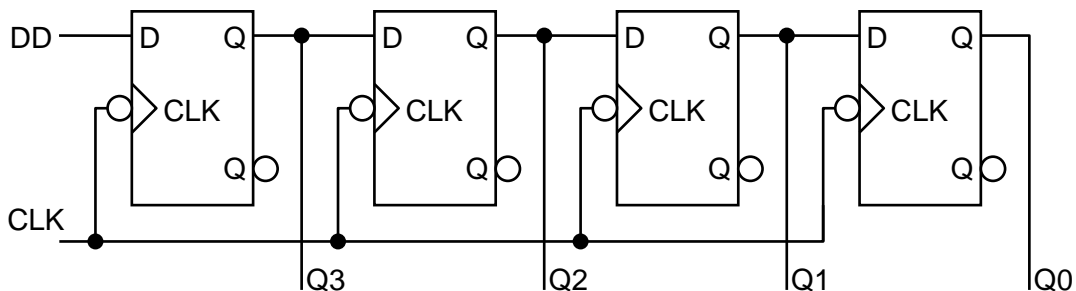 DD D Q D Q D Q D Q
CLK CLK CLK CLK
Q Q Q Q
CLK
Q3 Q2 Q1 Q0